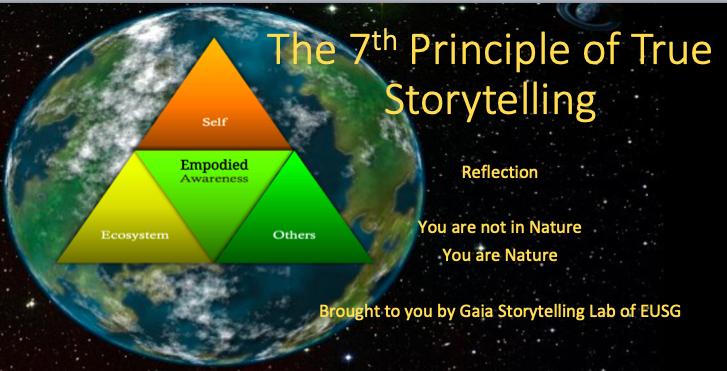 The 7th Principle of True
Storytelling
Self
Reflection
Empodied
Awareness
Ecosystem
Others
You are not in Nature
You are Nature
Brought to you by Gaia Storytelling Lab of EUSG